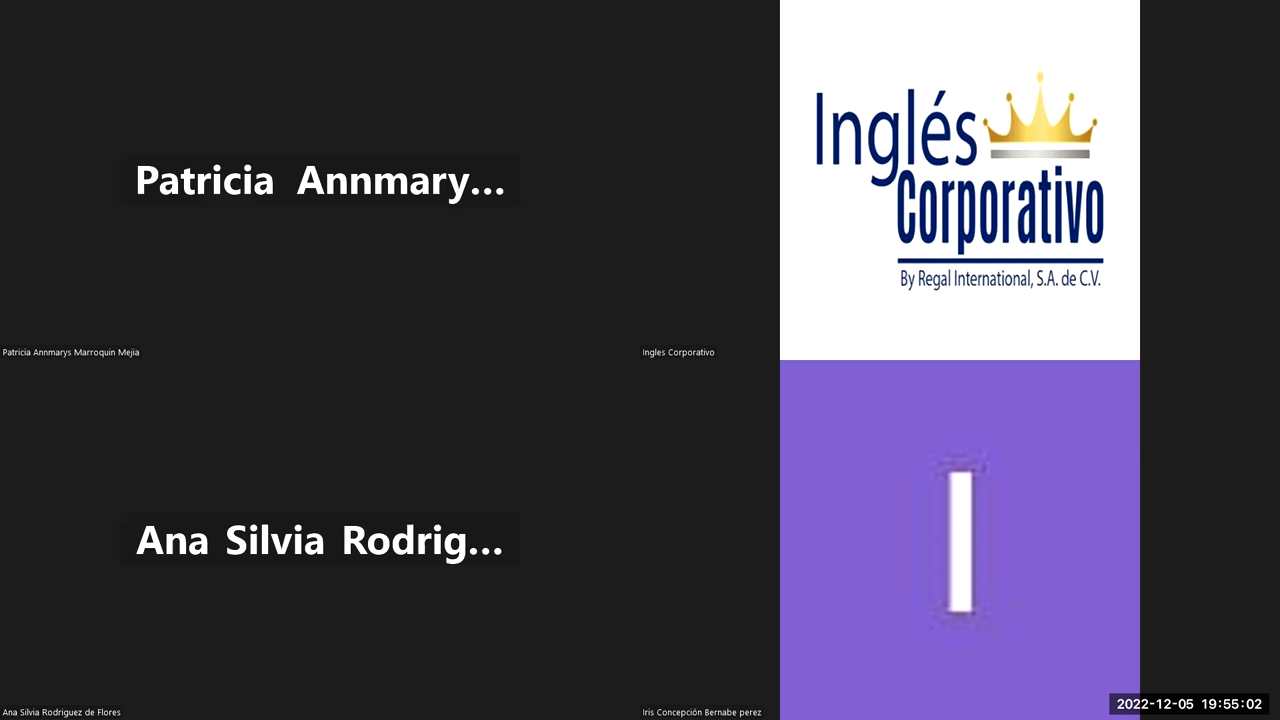 Patricia Annmary...
Patricia Annmarys Marroquin Mejia
Inglés
Corporativo
By Regal International, S.A. de C.V.
Ingles Corporativo
Ana Silvia Rodrig...
Ana Silvia Rodriguez de Flores
I
Iris Concepción Bernabe perez
2022-12-05 19:55:02